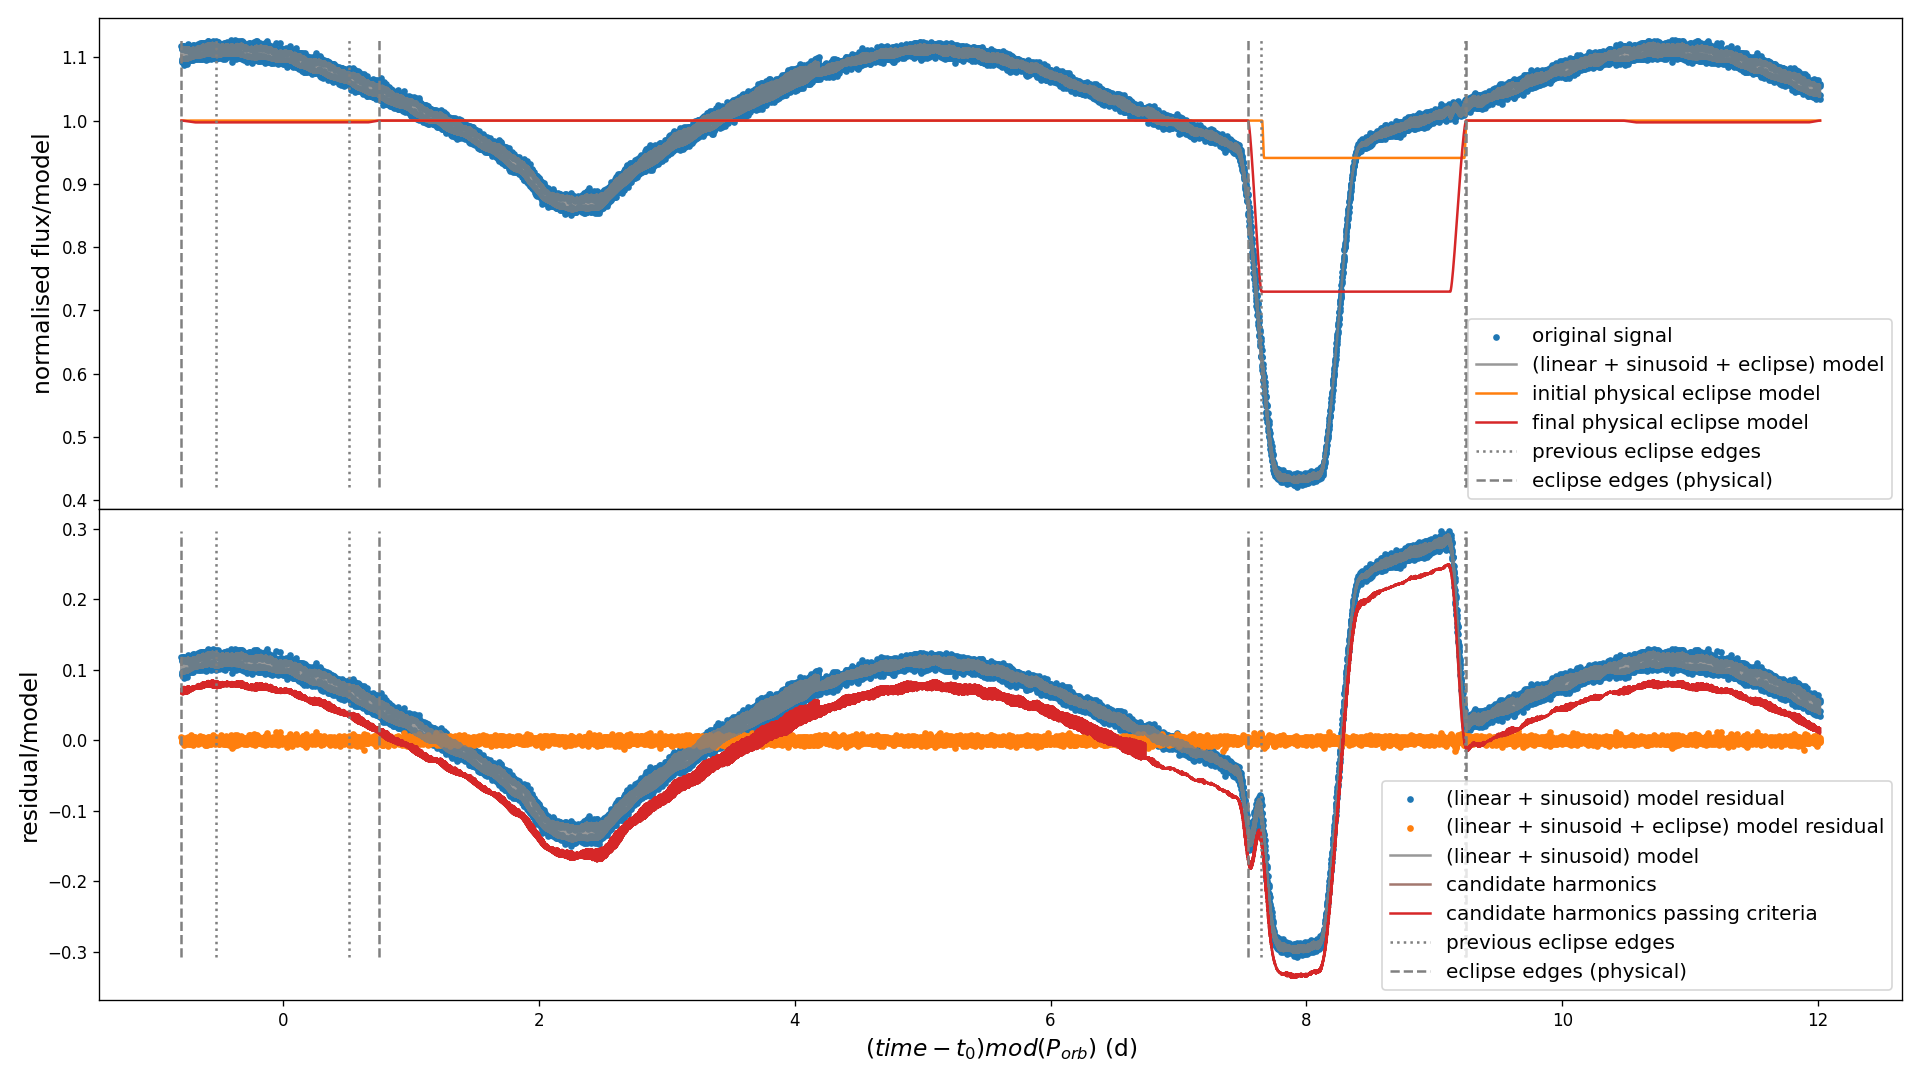 normalised flux/model
1.1
1.0
0.9
0.8
0.7
0.6
0.5
0.4
original signal
(linear + sinusoid + eclipse) model
initial physical eclipse model
final physical eclipse model
previous eclipse edges
eclipse edges (physical)
residual/model
0.3
0.2
0.1
0.0
−0.1
−0.2
−0.3
(linear + sinusoid) model residual
(linear + sinusoid + eclipse) model residual
(linear + sinusoid) model
candidate harmonics
candidate harmonics passing criteria
previous eclipse edges
eclipse edges (physical)
0 2 4 6 8 10 12
(time − t₀)mod(P_orb) (d)